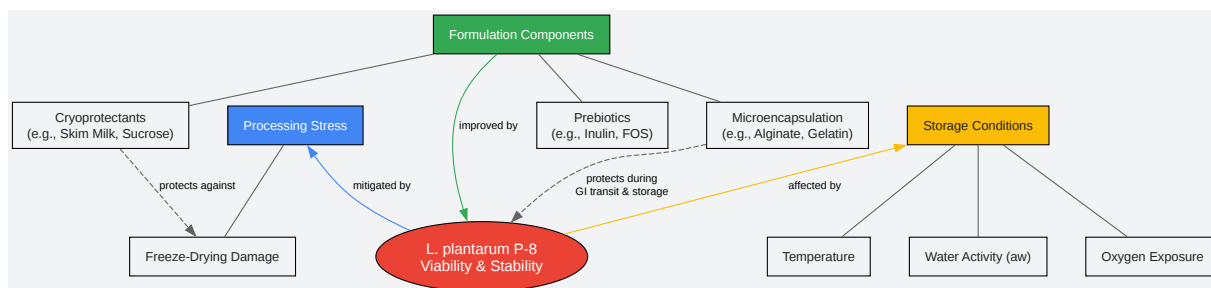 Formulation Components
Cryoprotectants
(e.g., Skim Milk, Sucrose)
Processing Stress
improved by
Prebiotics
(e.g., Inulin, FOS)
Microencapsulation
(e.g., Alginate, Gelatin)
Storage Conditions
protects against
mitigated by
protects during
GI transit & storage
affected by
Freeze-Drying Damage
L. plantarum P-8
Viability & Stability
Temperature
Water Activity (aw)
Oxygen Exposure